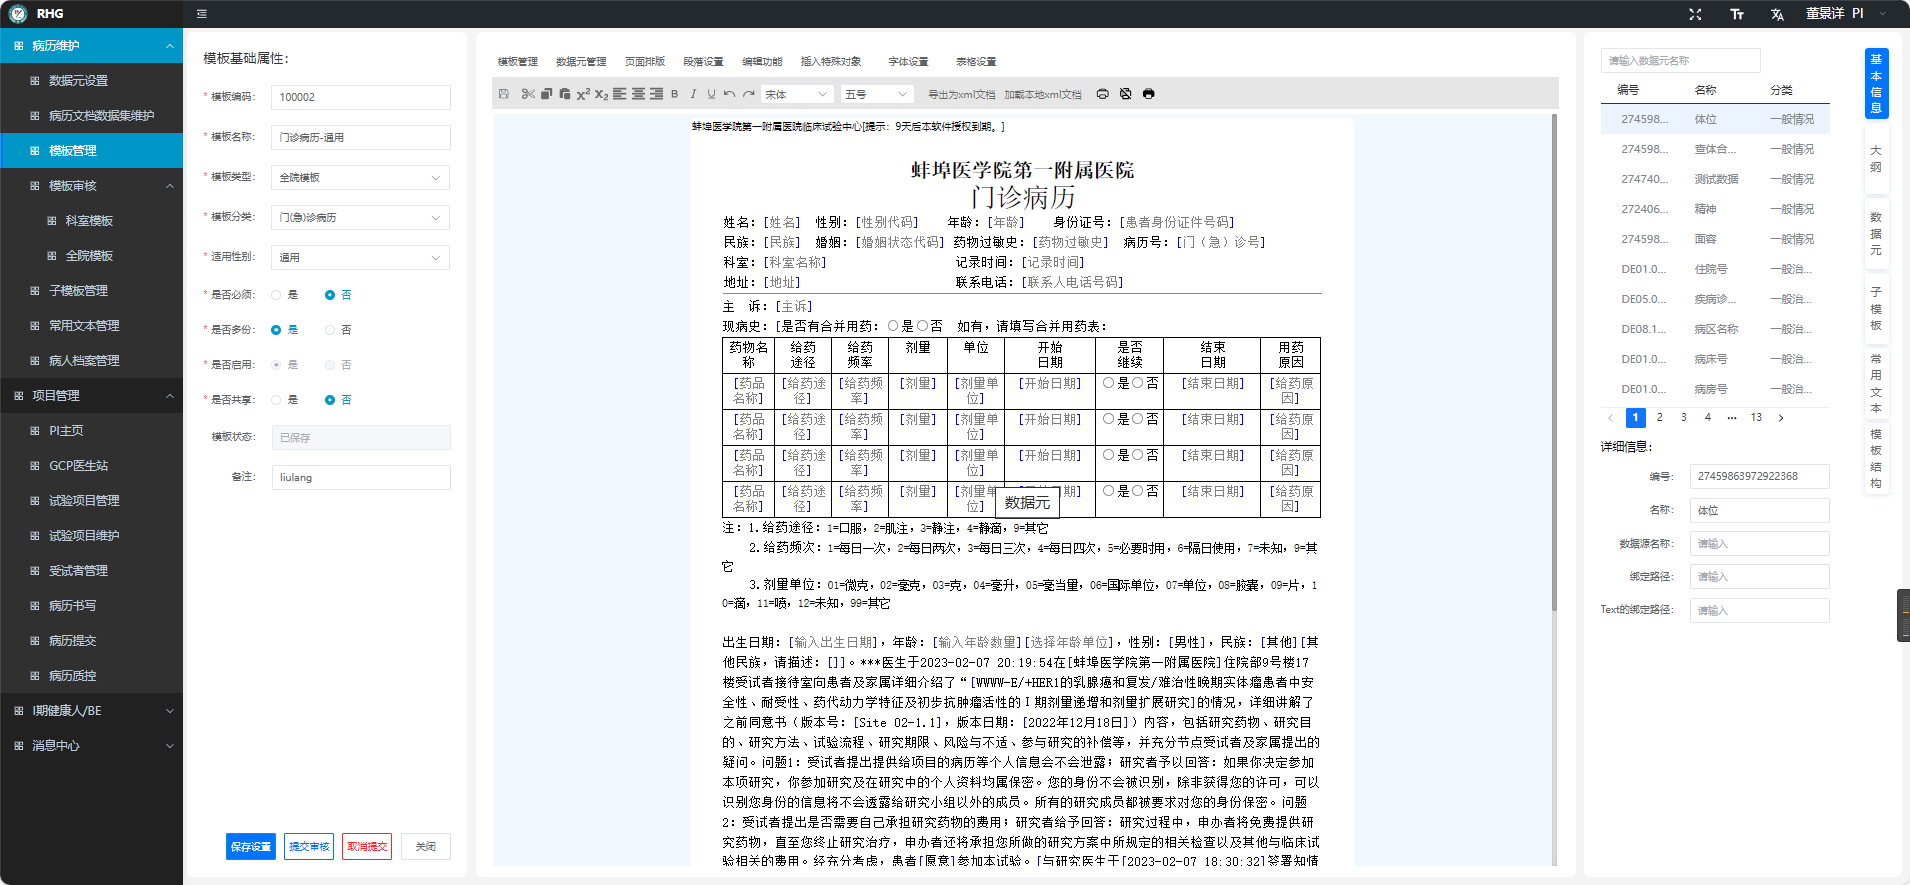 RHG
董景详 PI
病历维护
数据元设置
病历文档数据集维护
模板管理
模板审核
科室模板
全院模板
子模板管理
常用文本管理
病人档案管理
项目管理
PI主页
GCP医生站
试验项目管理
试验项目维护
受试者管理
病历书写
病历提交
病历质控
I期健康人/BE
消息中心
模板基础属性:
* 模板编码: 100002
* 模板名称: 门诊病历-通用
* 模板类型: 全院模板
* 模板分类: 门(急)诊病历
* 适用性别: 通用
* 是否必须: 是 否
* 是否多份: 是 否
* 是否启用: 是 否
* 是否共享: 是 否
模板状态: 已保存
备注: liulang
保存设置 提交审核 取消提交 关闭
模板管理 数据元管理 页面排版 段落设置 编辑功能 插入特殊对象 字体设置 表格设置
宋体 五号 导出为xml文档 加载本地xml文档
蚌埠医学院第一附属医院临床试验中心[提示: 9天后本软件授权到期。]
蚌埠医学院第一附属医院
门诊病历
姓名: [姓名] 性别: [性别代码] 年龄: [年龄] 身份证号: [患者身份证件号码]
民族: [民族] 婚姻: [婚姻状态代码] 药物过敏史: [药物过敏史] 病历号: [门（急）诊号]
科室: [科室名称] 记录时间: [记录时间]
地址: [地址] 联系电话: [联系人电话号码]
主 诉: [主诉]
现病史: [是否有合并用药: 是 否 如有，请填写合并用药表:
药物名称 给药途径 给药频率 剂量 单位 开始日期 是否继续 结束日期 用药原因
[药品名称] [给药途径] [给药频率] [剂量] [剂量单位] [开始日期] 是 否 [结束日期] [给药原因]
[药品名称] [给药途径] [给药频率] [剂量] [剂量单位] [开始日期] 是 否 [结束日期] [给药原因]
[药品名称] [给药途径] [给药频率] [剂量] [剂量单位] [开始日期] 是 否 [结束日期] [给药原因]
[药品名称] [给药途径] [给药频率] [剂量] [剂量单位] 数据元 日期] 是 否 [结束日期] [给药原因]
注: 1.给药途径: 1=口服，2=肌注，3=静注，4=静滴，9=其它
2.给药频次: 1=每日一次，2=每日两次，3=每日三次，4=每日四次，5=必要时用，6=隔日使用，7=未知，9=其
它
3.剂量单位: 01=微克，02=毫克，03=克，04=毫升，05=毫当量，06=国际单位，07=单位，08=胶囊，09=片，1
0=滴，11=喷，12=未知，99=其它
出生日期: [输入出生日期]，年龄: [输入年龄数量][选择年龄单位]，性别: [男性]，民族: [其他][其
他民族，请描述: []]。***医生于2023-02-07 20:19:54在[蚌埠医学院第一附属医院]住院部9号楼17
楼受试者接待室向患者及家属详细介绍了“[WWWW-E/+HER1的乳腺癌和复发/难治性晚期实体瘤患者中安
全性、耐受性、药代动力学特征及初步抗肿瘤活性的Ⅰ期剂量递增和剂量扩展研究]的情况，详细讲解了
之前同意书（版本号: [Site 02-1.1]，版本日期: [2022年12月18日]）内容，包括研究药物、研究目
的、研究方法、试验流程、研究期限、风险与不适、参与研究的补偿等，并充分节点受试者及家属提出的
疑问。问题1: 受试者提出提供给项目的病历等个人信息会不会泄露; 研究者予以回答: 如果你决定参加
本项研究，你参加研究及在研究中的个人资料均属保密。您的身份不会被识别，除非获得您的许可，可以
识别您身份的信息将不会透露给研究小组以外的成员。所有的研究成员都被要求对您的身份保密。问题
2: 受试者提出是否需要自己承担研究药物的费用; 研究者给予回答: 研究过程中，申办者将免费提供研
究药物，直至您终止研究治疗，申办者还将承担您所做的研究方案中所规定的相关检查以及其他与临床试
验相关的费用。经充分考虑，患者[愿意]参加本试验。[与研究医生于[2023-02-07 18:30:32]签署知情
请输入数据元名称
编号 名称 分类
274598... 体位 一般情况
274598... 查体合... 一般情况
274740... 测试数据 一般情况
272406... 精神 一般情况
274598... 面容 一般情况
DE01.0... 住院号 一般治...
DE05.0... 疾病诊... 一般治...
DE08.1... 病区名称 一般治...
DE01.0... 病床号 一般治...
DE01.0... 病房号 一般治...
< 1 2 3 4 ••• 13 >
详细信息:
编号: 27459863972922368
名称: 体位
数据源名称: 请输入
绑定路径: 请输入
Text的绑定路径: 请输入
基本信息
大纲
数据元
子模板
常用文本
模板结构